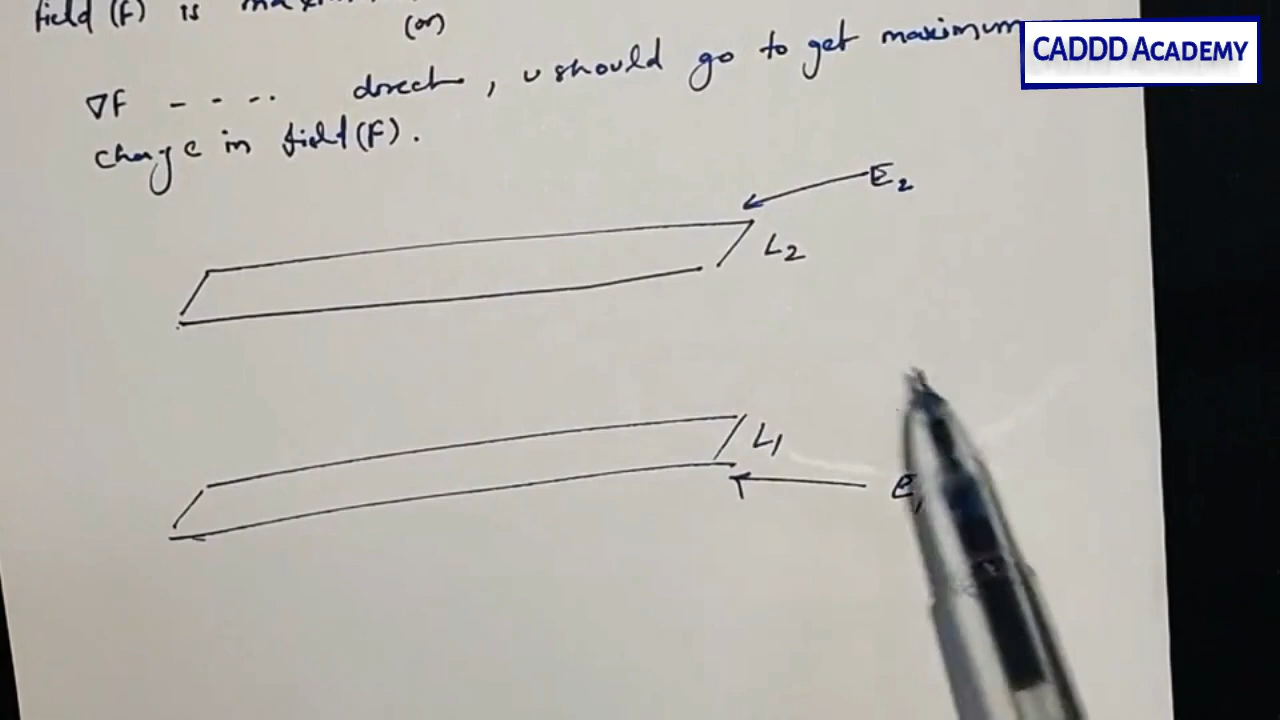 field (F) is
(or)
CADDD ACADEMY
∇F - - - - direct , u should go to get maximum
change in field (F).
E₂
L₂
L₁
e₁